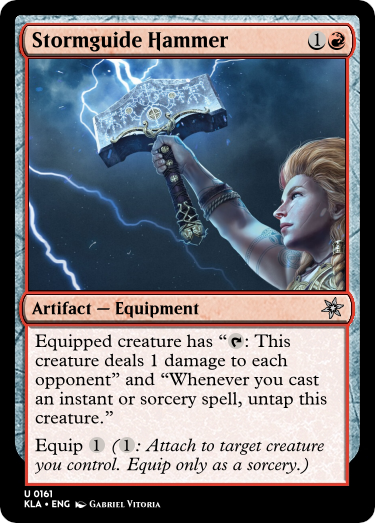 Stormguide Hammer 1
Artifact — Equipment
Equipped creature has “: This
creature deals 1 damage to each
opponent” and “Whenever you cast
an instant or sorcery spell, untap this
creature.”
Equip 1 (1: Attach to target creature
you control. Equip only as a sorcery.)
U 0161
KLA • ENG Gabriel Vitoria